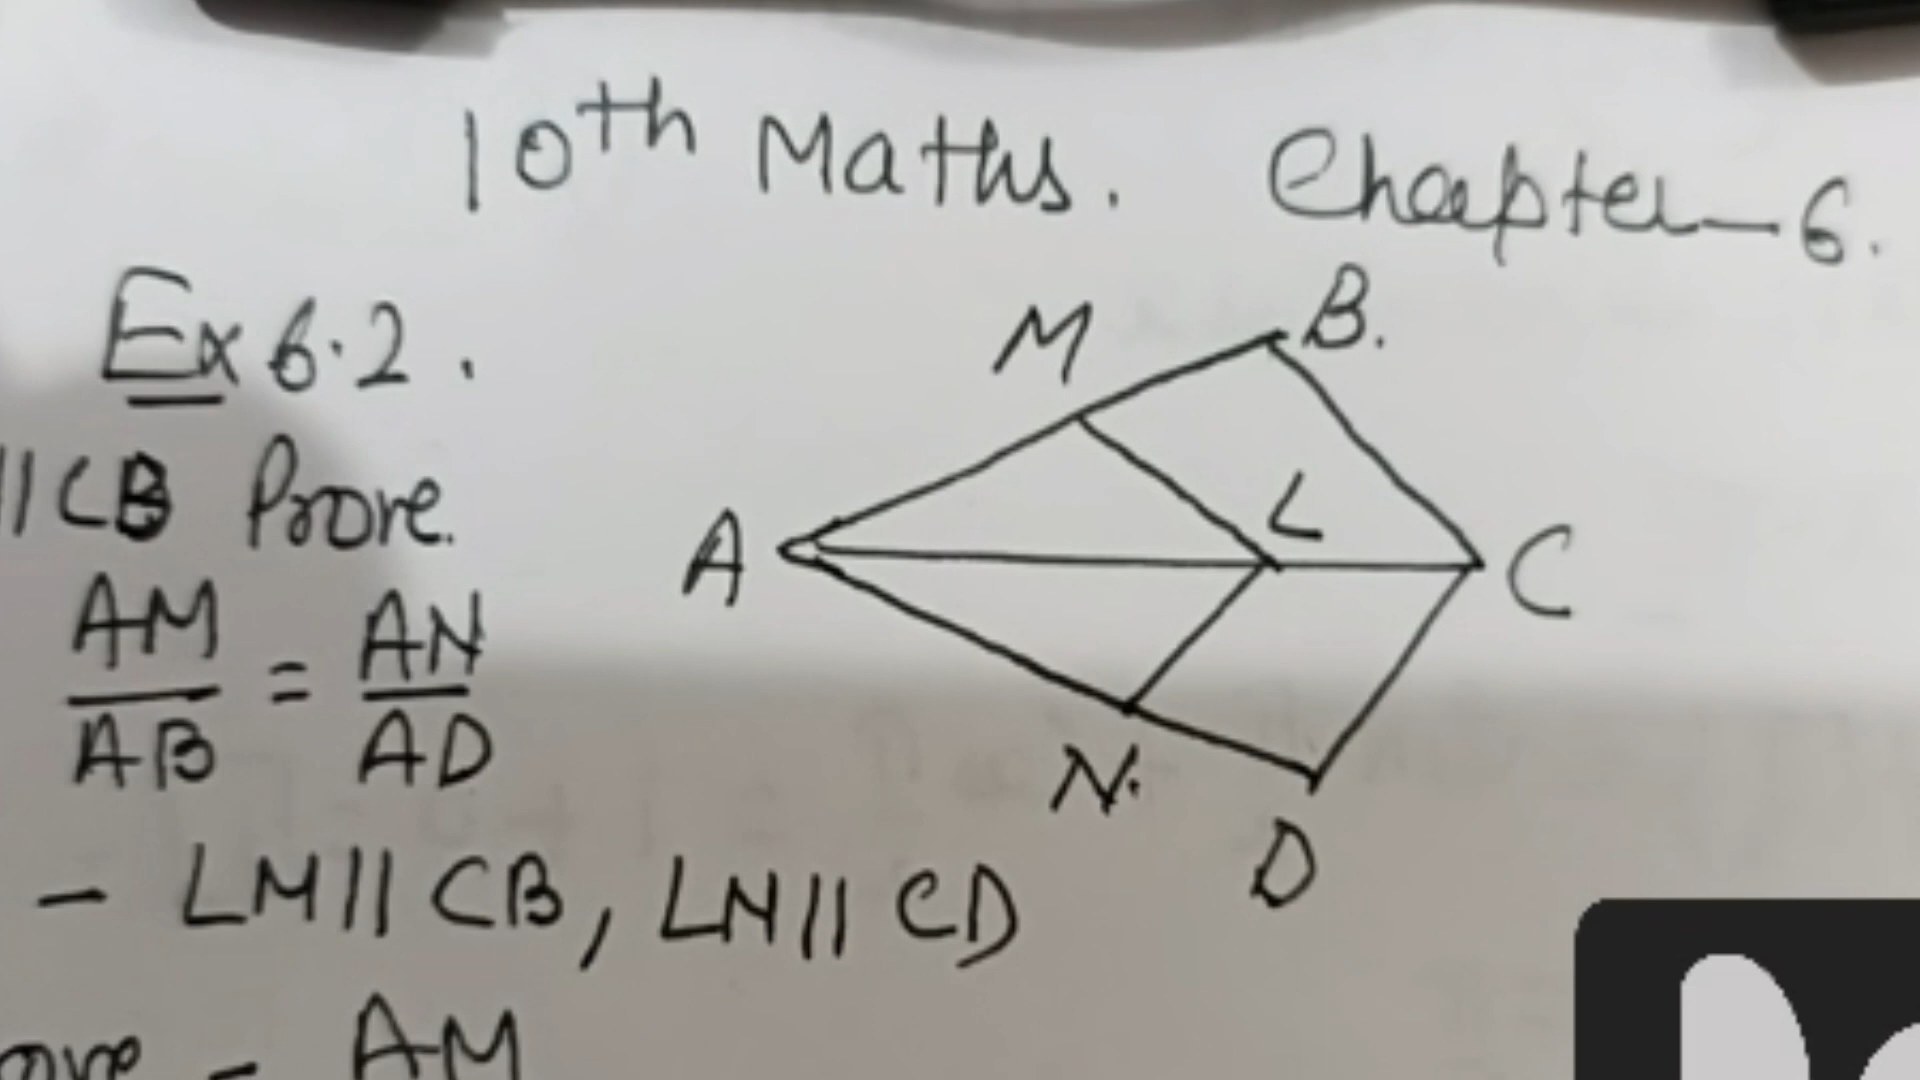 10th Maths. Chapter-6.
Ex 6.2.
|| CB Prove.
AM/AB = AN/AD
- LM || CB, LN || CD
- AM
M
B.
A
L
C
N.
D